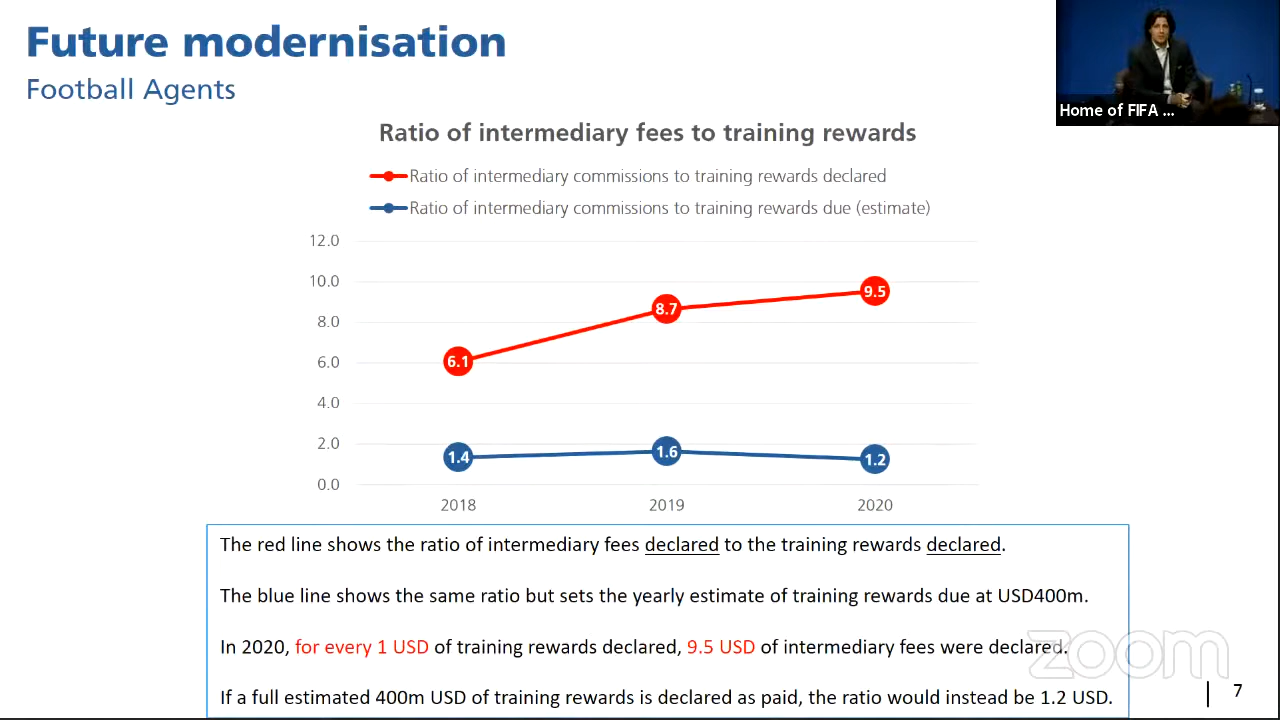 Future modernisation
Football Agents
Home of FIFA ...
Ratio of intermediary fees to training rewards
Ratio of intermediary commissions to training rewards declared
Ratio of intermediary commissions to training rewards due (estimate)
12.0
10.0
8.0
6.0
4.0
2.0
0.0
6.1
8.7
9.5
1.4
1.6
1.2
2018
2019
2020
The red line shows the ratio of intermediary fees declared to the training rewards declared.
The blue line shows the same ratio but sets the yearly estimate of training rewards due at USD400m.
In 2020, for every 1 USD of training rewards declared, 9.5 USD of intermediary fees were declared.
If a full estimated 400m USD of training rewards is declared as paid, the ratio would instead be 1.2 USD.
zoom
7